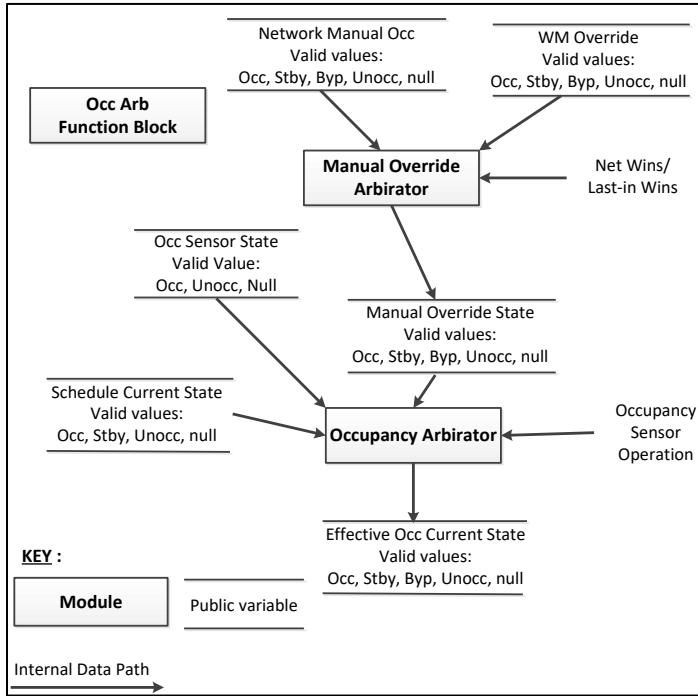 Network Manual Occ
Valid values:
Occ, Stby, Byp, Unocc, null
WM Override
Valid values:
Occ, Stby, Byp, Unocc, null
Occ Arb
Function Block
Manual Override
Arbirator
Net Wins/
Last-in Wins
Occ Sensor State
Valid Value:
Occ, Unocc, Null
Manual Override State
Valid values:
Occ, Stby, Byp, Unocc, null
Schedule Current State
Valid values:
Occ, Stby, Unocc, null
Occupancy Arbirator
Occupancy
Sensor
Operation
Effective Occ Current State
Valid values:
Occ, Stby, Byp, Unocc, null
KEY :
Module
Public variable
Internal Data Path